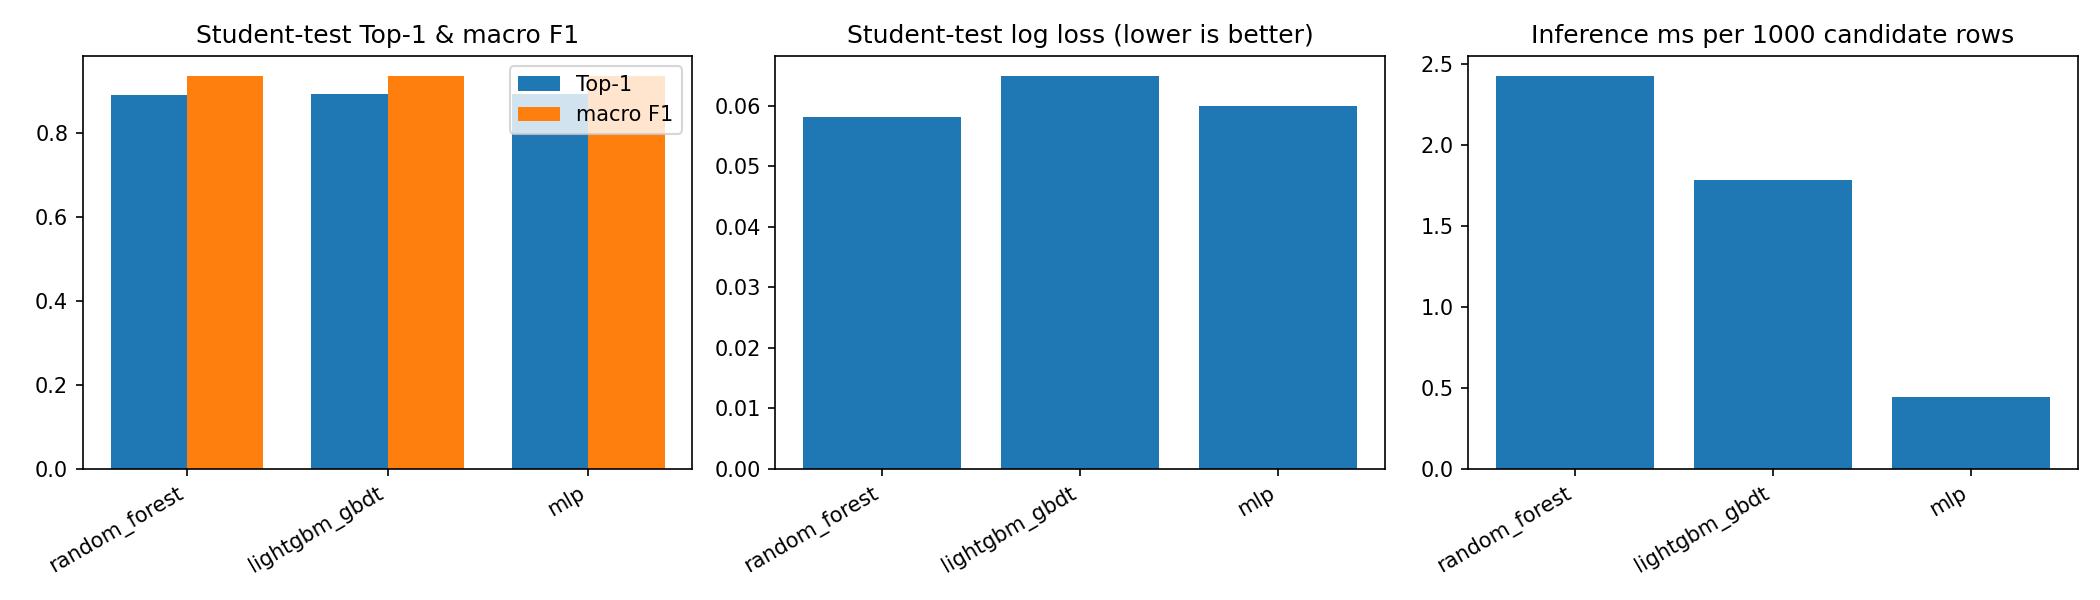 Student-test Top-1 & macro F1
Top-1
macro F1
0.8
0.6
0.4
0.2
0.0
random_forest
lightgbm_gbdt
mlp
Student-test log loss (lower is better)
0.06
0.05
0.04
0.03
0.02
0.01
0.00
random_forest
lightgbm_gbdt
mlp
Inference ms per 1000 candidate rows
2.5
2.0
1.5
1.0
0.5
0.0
random_forest
lightgbm_gbdt
mlp